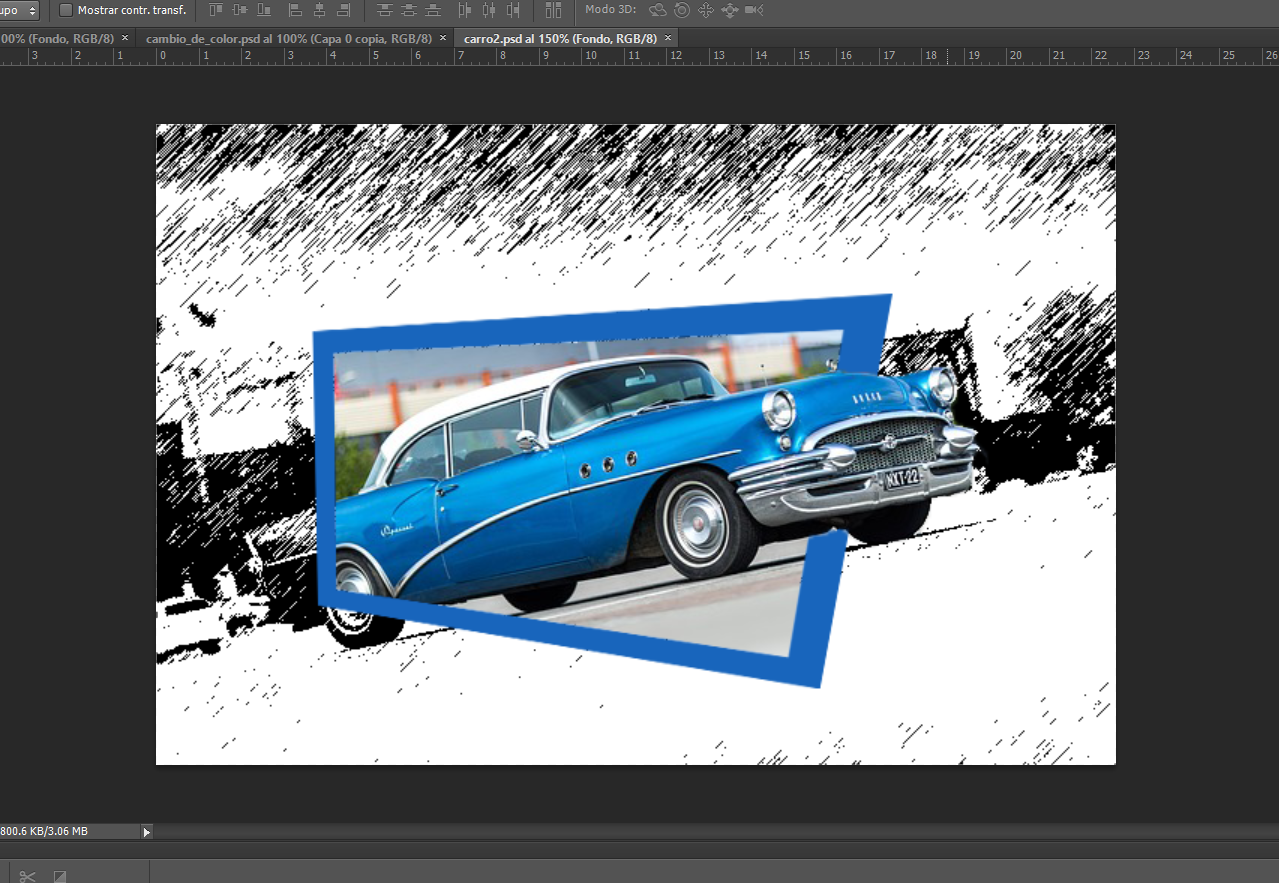 upo Mostrar contr. transf. Modo 3D:
00% (Fondo, RGB/8) × cambio_de_color.psd al 100% (Capa 0 copia, RGB/8) × carro2.psd al 150% (Fondo, RGB/8) ×
3 2 1 0 1 2 3 4 5 6 7 8 9 10 11 12 13 14 15 16 17 18 19 20 21 22 23 24 25 26
BUICK
NXT-22
Special
800.6 KB/3.06 MB